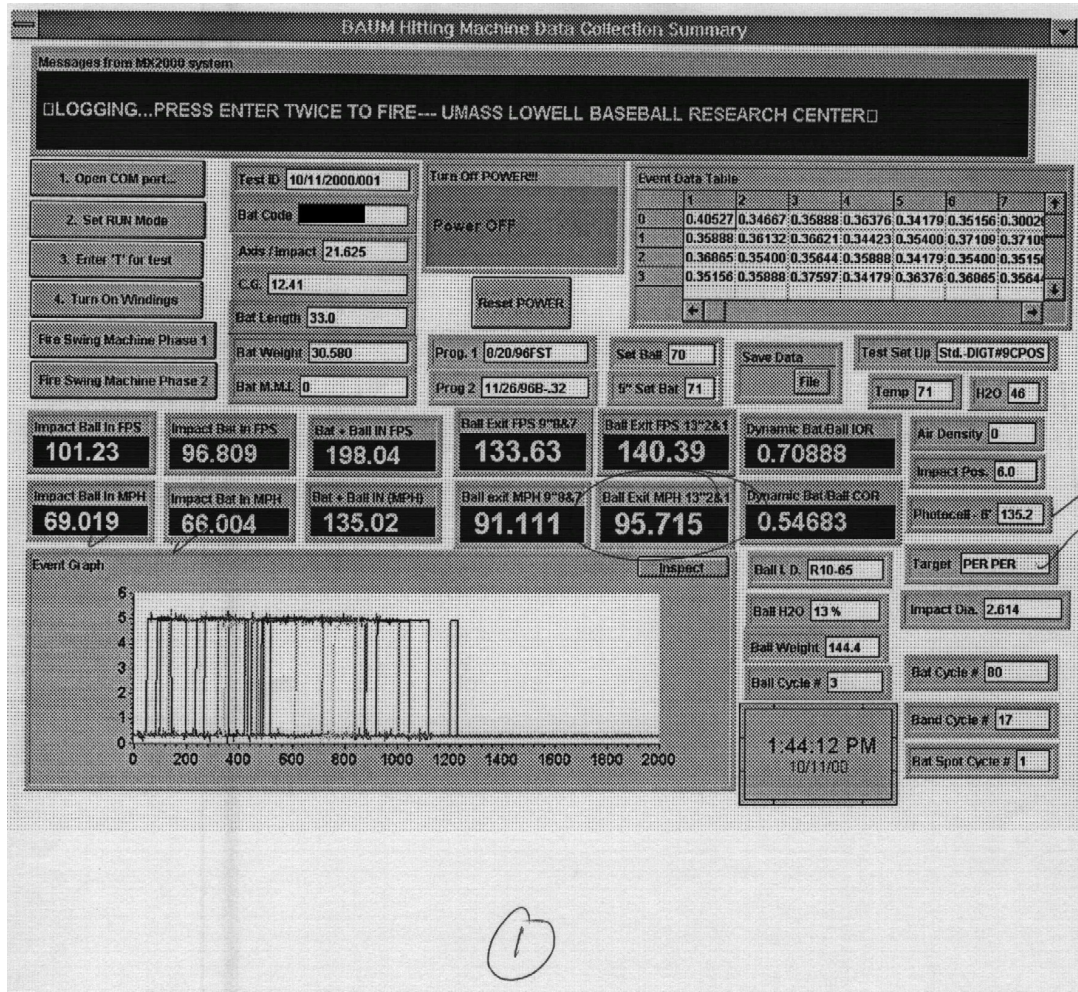 BAUM Hitting Machine Data Collection Summary
Messages from MX2000 system
□LOGGING...PRESS ENTER TWICE TO FIRE--- UMASS LOWELL BASEBALL RESEARCH CENTER□
1. Open COM port...
2. Set RUN Mode
3. Enter 'T' for test
4. Turn On Windings
Fire Swing Machine Phase 1
Fire Swing Machine Phase 2
Test ID 10/11/2000/001
Bat Code
Axis / Impact 21.625
C.G. 12.41
Bat Length 33.0
Bat Weight 30.580
Bat M.M.I. 0
Turn Off POWER!!!
Power OFF
Reset POWER
Event Data Table
1 2 3 4 5 6 7
0 0.40527 0.34667 0.35888 0.36376 0.34179 0.35156 0.30029
1 0.35888 0.36132 0.36621 0.34423 0.35400 0.37109 0.37109
2 0.36865 0.35400 0.35644 0.35888 0.34179 0.35400 0.3515
3 0.35156 0.35888 0.37597 0.34179 0.36376 0.36865 0.3564
Prog. 1 8/20/96FST
Prog 2 11/26/96B-.32
Set Ball 70
5" Set Bat 71
Save Data
File
Test Set Up Std.-DIGT#9CPOS
Temp 71
H2O 46
Impact Ball In FPS
101.23
Impact Bat In FPS
96.809
Bat + Ball IN FPS
198.04
Ball Exit FPS 9"8&7
133.63
Ball Exit FPS 13"2&1
140.39
Dynamic Bat/Ball IOR
0.70888
Air Density 0
Impact Pos. 6.0
Impact Ball In MPH
69.019
Impact Bat In MPH
66.004
Bat + Ball IN (MPH)
135.02
Ball exit MPH 9"8&7
91.111
Ball Exit MPH 13"2&1
95.715
Dynamic Bat/Ball COR
0.54683
Photocell - 6" 135.2
Target PER PER
Impact Dia. 2.614
Event Graph
Inspect
6
5
4
3
2
1
0
0 200 400 600 800 1000 1200 1400 1600 1800 2000
Ball I. D. R10-65
Ball H2O 13 %
Ball Weight 144.4
Ball Cycle # 3
1:44:12 PM
10/11/00
Bat Cycle # 80
Band Cycle # 17
Bat Spot Cycle # 1
1